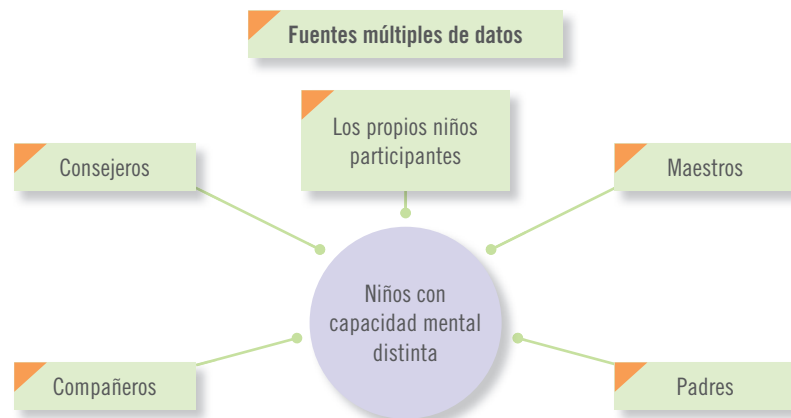 Fuentes múltiples de datos
Los propios niños
participantes
Consejeros
Maestros
Niños con
capacidad mental
distinta
Compañeros
Padres